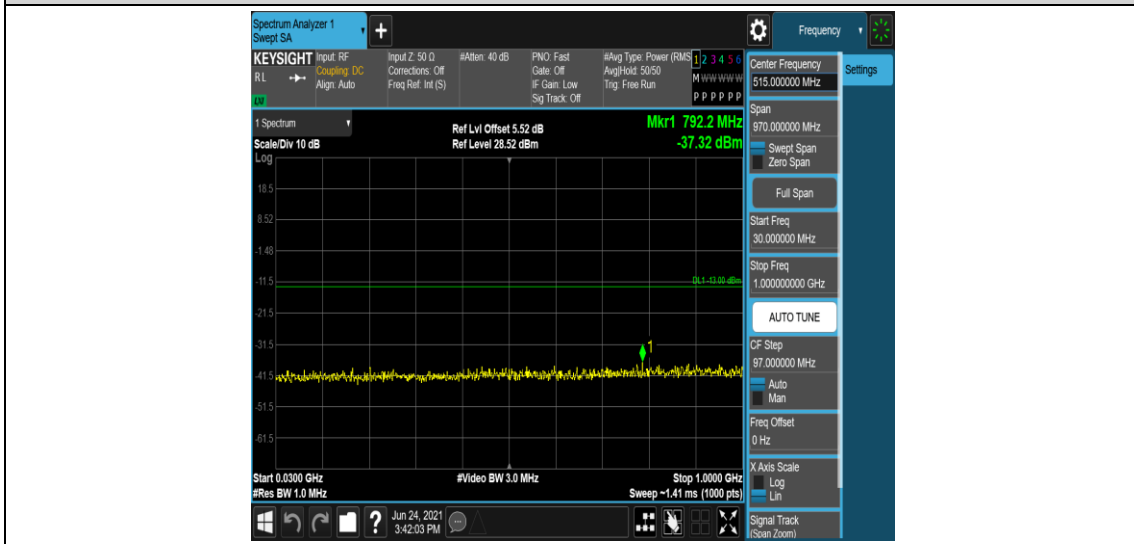 Spectrum Analyzer 1
Swept SA
+
Frequency
KEYSIGHT
RL
Input: RF
Coupling: DC
Align: Auto
Input Z: 50 Ω
Corrections: Off
Freq Ref: Int (S)
#Atten: 40 dB
PNO: Fast
Gate: Off
IF Gain: Low
Sig Track: Off
#Avg Type: Power (RMS
Avg|Hold: 50/50
Trig: Free Run
1 2 3 4 5 6
M W W W W W
P P P P P P
1 Spectrum
Scale/Div 10 dB
Log
Ref Lvl Offset 5.52 dB
Ref Level 28.52 dBm
Mkr1 792.2 MHz
-37.32 dBm
18.5
8.52
-1.48
-11.5
DL1 -13.00 dBm
-21.5
-31.5
1
-41.5
-51.5
-61.5
Start 0.0300 GHz
#Res BW 1.0 MHz
#Video BW 3.0 MHz
Stop 1.0000 GHz
Sweep ~1.41 ms (1000 pts)
?
Jun 24, 2021
3:42:03 PM
Center Frequency
515.000000 MHz
Settings
Span
970.000000 MHz
Swept Span
Zero Span
Full Span
Start Freq
30.000000 MHz
Stop Freq
1.000000000 GHz
AUTO TUNE
CF Step
97.000000 MHz
Auto
Man
Freq Offset
0 Hz
X Axis Scale
Log
Lin
Signal Track
(Span Zoom)